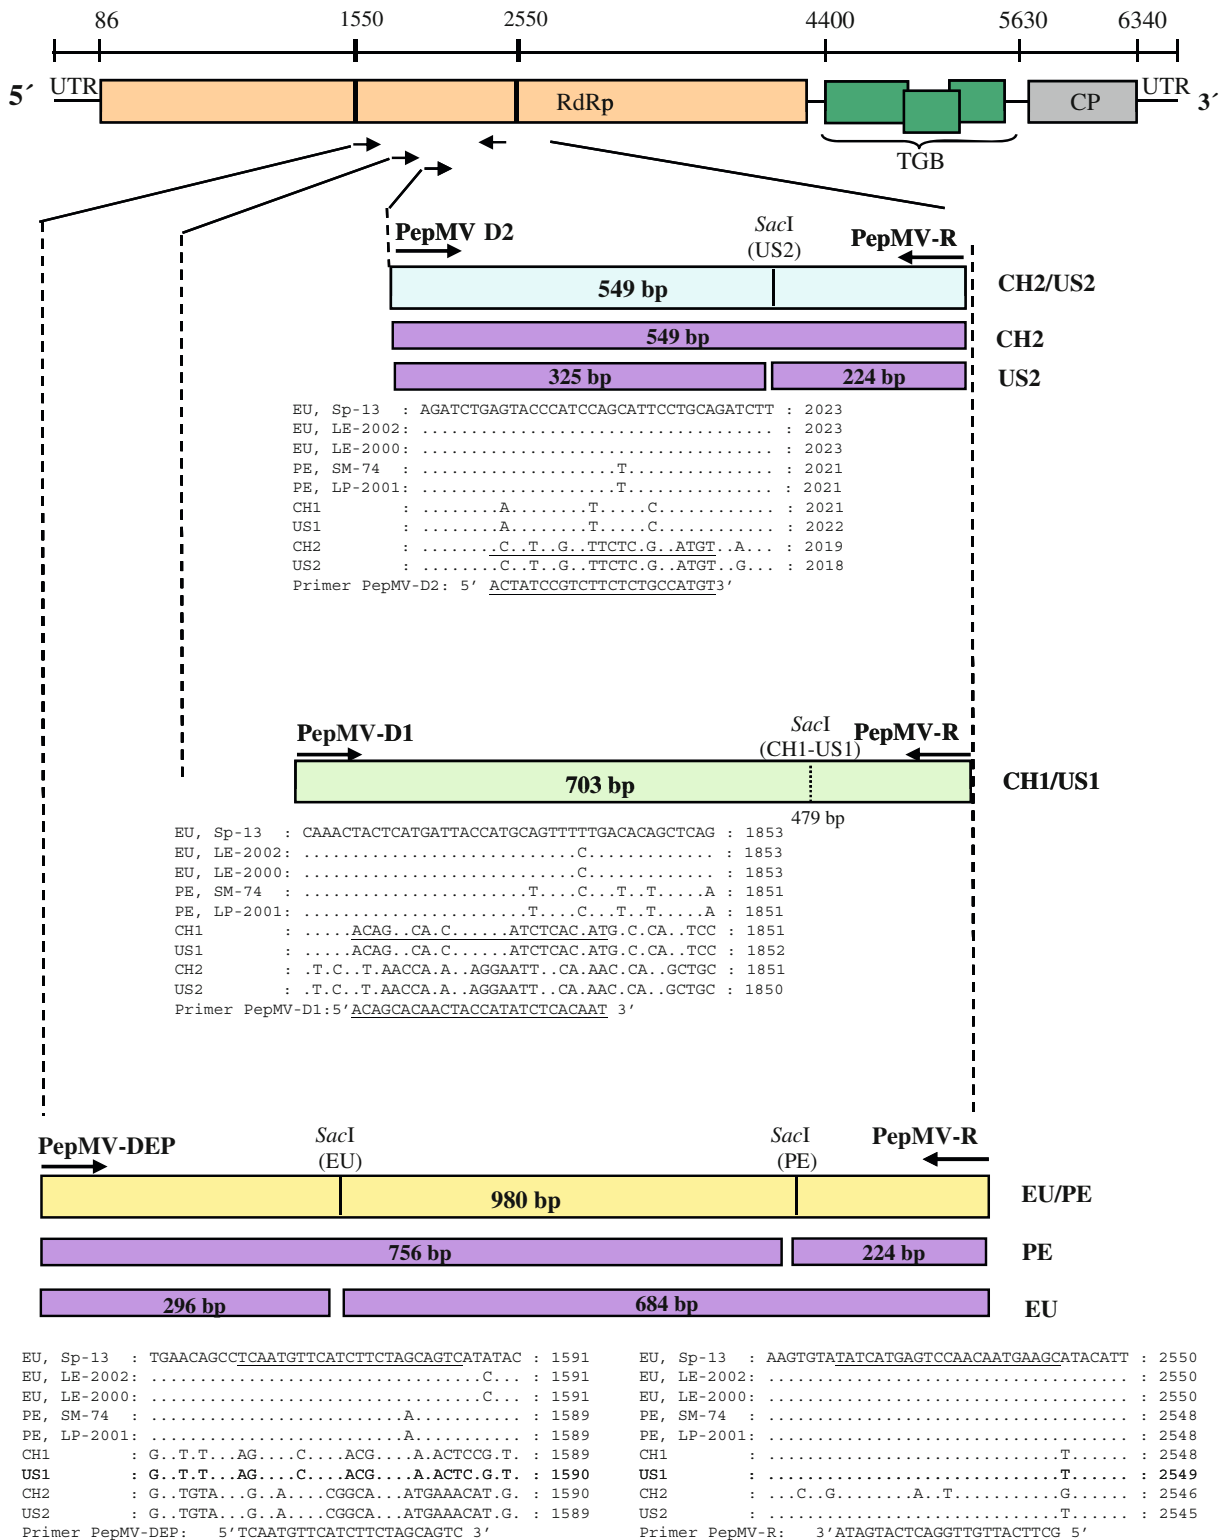 86 1550 2550 4400 5630 6340
5´ UTR RdRp CP UTR 3´
TGB
PepMV D2 SacI (US2) PepMV-R
549 bp CH2/US2
549 bp CH2
325 bp 224 bp US2
EU, Sp-13 : AGATCTGAGTACCCATCCAGCATTCCTGCAGATCTT : 2023
EU, LE-2002: .................................... : 2023
EU, LE-2000: .................................... : 2023
PE, SM-74 : ....................T............... : 2021
PE, LP-2001: ....................T............... : 2021
CH1 : ........A........T.....C............ : 2021
US1 : ........A........T.....C............ : 2022
CH2 : ........C..T..G..TTCTC.G..ATGT..A... : 2019
US2 : ........C..T..G..TTCTC.G..ATGT..G... : 2018
Primer PepMV-D2: 5’ ACTATCCGTCTTCTCTGCCATGT3’
PepMV-D1 SacI (CH1-US1) PepMV-R
703 bp CH1/US1
479 bp
EU, Sp-13 : CAAACTACTCATGATTACCATGCAGTTTTTGACACAGCTCAG : 1853
EU, LE-2002: ............................C............. : 1853
EU, LE-2000: ............................C............. : 1853
PE, SM-74 : .......................T....C...T..T.....A : 1851
PE, LP-2001: .......................T....C...T..T.....A : 1851
CH1 : .....ACAG..CA.C......ATCTCAC.ATG.C.CA..TCC : 1851
US1 : .....ACAG..CA.C......ATCTCAC.ATG.C.CA..TCC : 1852
CH2 : .T.C..T.AACCA.A..AGGAATT..CA.AAC.CA..GCTGC : 1851
US2 : .T.C..T.AACCA.A..AGGAATT..CA.AAC.CA..GCTGC : 1850
Primer PepMV-D1:5’ACAGCACAACTACCATATCTCACAAT 3’
PepMV-DEP SacI (EU) SacI (PE) PepMV-R
980 bp EU/PE
756 bp 224 bp PE
296 bp 684 bp EU
EU, Sp-13 : TGAACAGCCTCAATGTTCATCTTCTAGCAGTCATATAC : 1591
EU, LE-2002: ..................................C... : 1591
EU, LE-2000: ..................................C... : 1591
PE, SM-74 : ..........................A........... : 1589
PE, LP-2001: ..........................A........... : 1589
CH1 : G..T.T...AG....C....ACG....A.ACTCCG.T. : 1589
US1 : G..T.T...AG....C....ACG....A.ACTC.G.T. : 1590
CH2 : G..TGTA...G..A....CGGCA...ATGAAACAT.G. : 1590
US2 : G..TGTA...G..A....CGGCA...ATGAAACAT.G. : 1589
Primer PepMV-DEP: 5’TCAATGTTCATCTTCTAGCAGTC 3’
EU, Sp-13 : AAGTGTATATCATGAGTCCAACAATGAAGCATACATT : 2550
EU, LE-2002: ..................................... : 2550
EU, LE-2000: ..................................... : 2550
PE, SM-74 : ..................................... : 2548
PE, LP-2001: ..................................... : 2548
CH1 : ..............................T...... : 2548
US1 : ..............................T...... : 2549
CH2 : ...C..G........A..T...........G...... : 2546
US2 : ..............................T...... : 2545
Primer PepMV-R: 3’ATAGTACTCAGGTTGTTACTTCG 5’